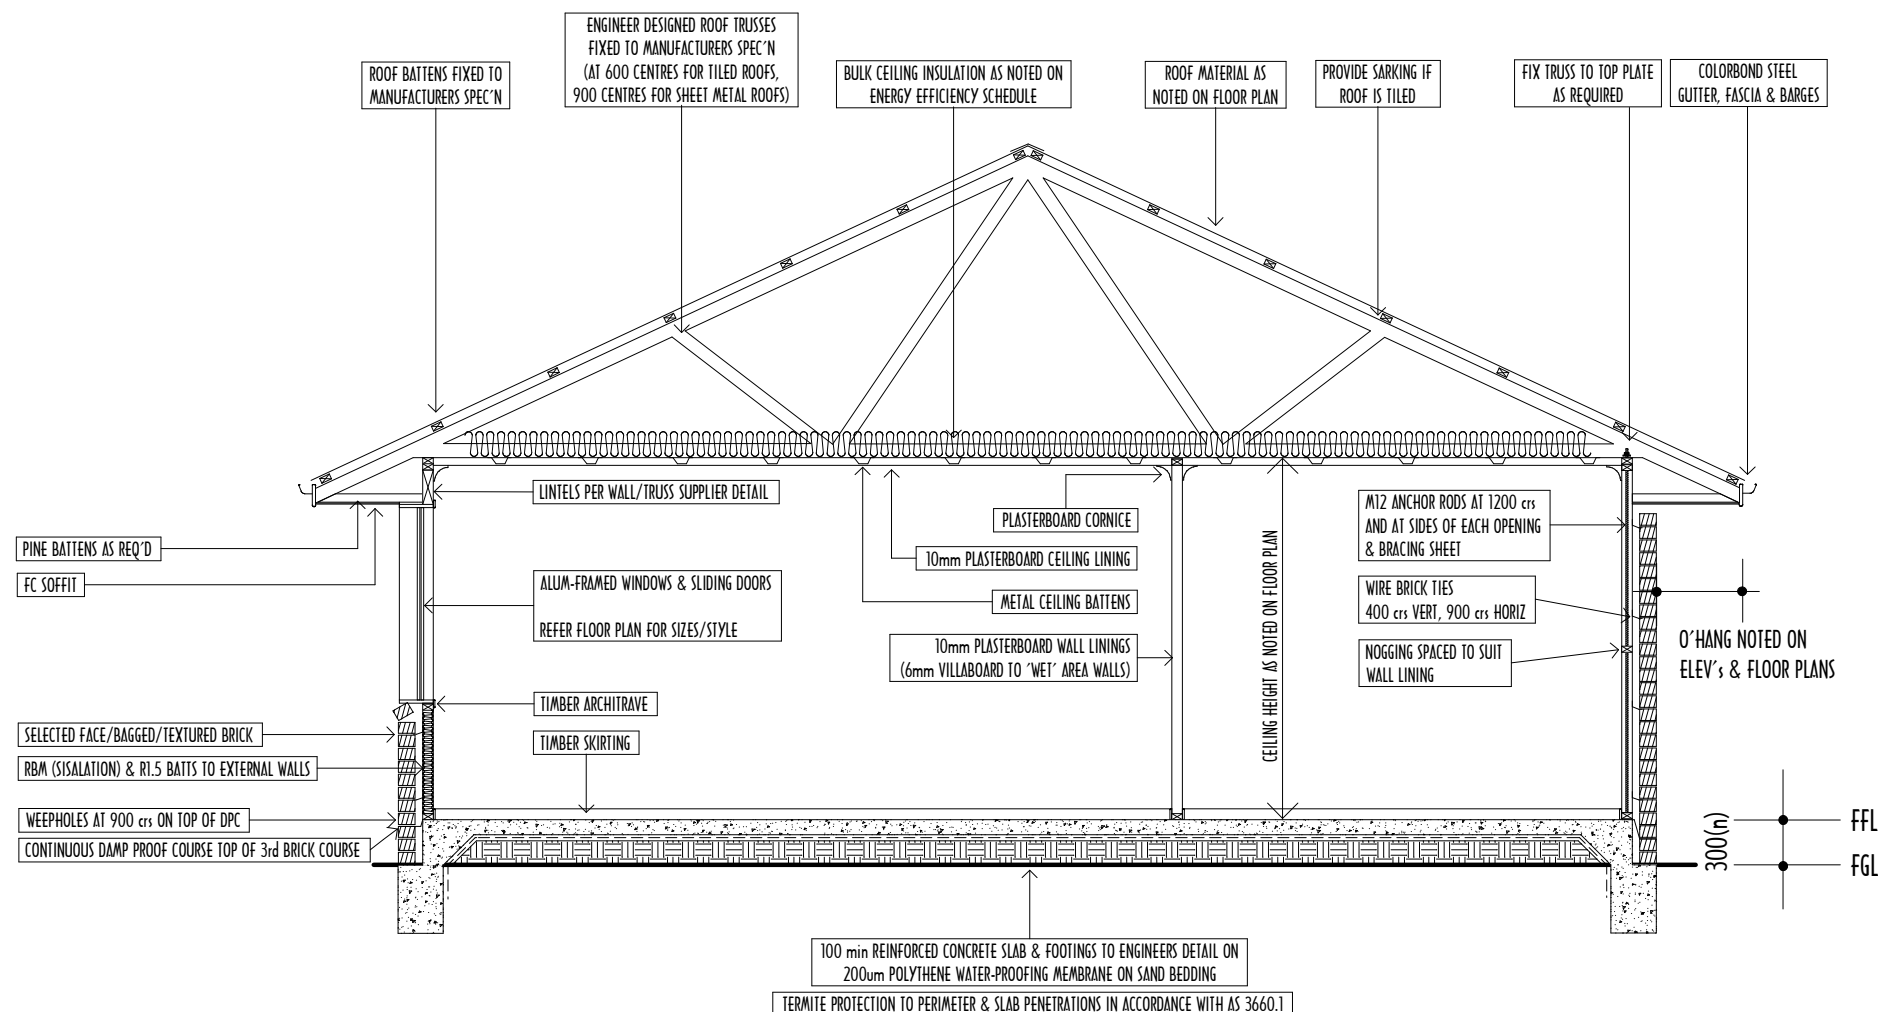 ROOF BATTENS FIXED TO
MANUFACTURERS SPEC'N
ENGINEER DESIGNED ROOF TRUSSES
FIXED TO MANUFACTURERS SPEC'N
(AT 600 CENTRES FOR TILED ROOFS,
900 CENTRES FOR SHEET METAL ROOFS)
BULK CEILING INSULATION AS NOTED ON
ENERGY EFFICIENCY SCHEDULE
ROOF MATERIAL AS
NOTED ON FLOOR PLAN
PROVIDE SARKING IF
ROOF IS TILED
FIX TRUSS TO TOP PLATE
AS REQUIRED
COLORBOND STEEL
GUTTER, FASCIA & BARGES
LINTELS PER WALL/TRUSS SUPPLIER DETAIL
PLASTERBOARD CORNICE
M12 ANCHOR RODS AT 1200 crs
AND AT SIDES OF EACH OPENING
& BRACING SHEET
PINE BATTENS AS REQ'D
FC SOFFIT
10mm PLASTERBOARD CEILING LINING
METAL CEILING BATTENS
ALUM-FRAMED WINDOWS & SLIDING DOORS
REFER FLOOR PLAN FOR SIZES/STYLE
CEILING HEIGHT AS NOTED ON FLOOR PLAN
WIRE BRICK TIES
400 crs VERT, 900 crs HORIZ
10mm PLASTERBOARD WALL LININGS
(6mm VILLABOARD TO 'WET' AREA WALLS)
NOGGING SPACED TO SUIT
WALL LINING
O'HANG NOTED ON
ELEV's & FLOOR PLANS
TIMBER ARCHITRAVE
SELECTED FACE/BAGGED/TEXTURED BRICK
TIMBER SKIRTING
RBM (SISALATION) & R1.5 BATTS TO EXTERNAL WALLS
WEEPHOLES AT 900 crs ON TOP OF DPC
CONTINUOUS DAMP PROOF COURSE TOP OF 3rd BRICK COURSE
300(n)
FFL
FGL
100 min REINFORCED CONCRETE SLAB & FOOTINGS TO ENGINEERS DETAIL ON
200um POLYTHENE WATER-PROOFING MEMBRANE ON SAND BEDDING
TERMITE PROTECTION TO PERIMETER & SLAB PENETRATIONS IN ACCORDANCE WITH AS 3660.1